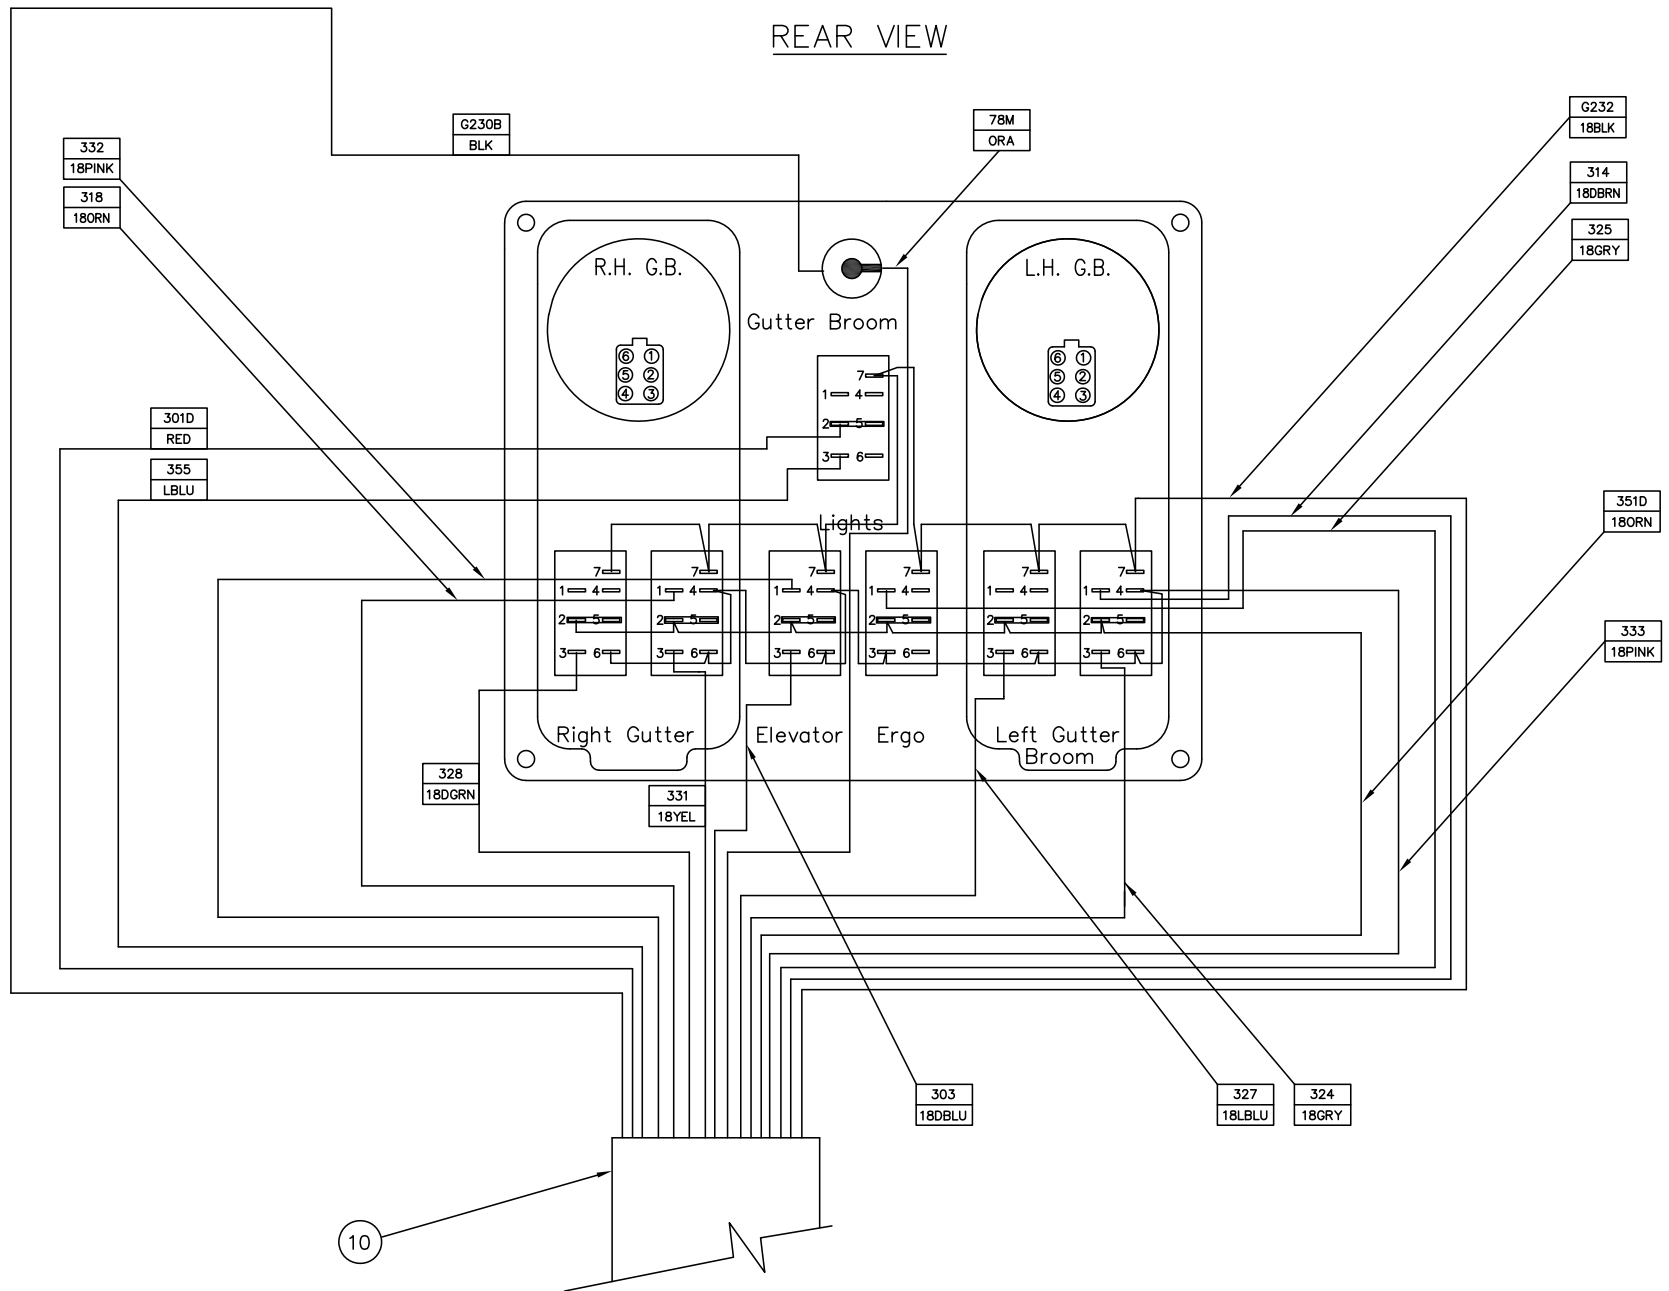 REAR VIEW
G230B
BLK
78M
ORA
G232
18BLK
332
18PINK
318
18ORN
314
18DBRN
325
18GRY
R.H. G.B.
L.H. G.B.
Gutter Broom
6 1
5 2
4 3
6 1
5 2
4 3
7
1 4
2 5
3 6
301D
RED
355
LBLU
351D
18ORN
Lights
7 7 7 7 7 7
1 4 1 4 1 4 1 4 1 4 1 4
2 5 2 5 2 5 2 5 2 5 2 5
3 6 3 6 3 6 3 6 3 6 3 6
333
18PINK
Right Gutter Elevator Ergo Left Gutter
Broom
328
18DGRN
331
18YEL
303
18DBLU
327
18LBLU
324
18GRY
10